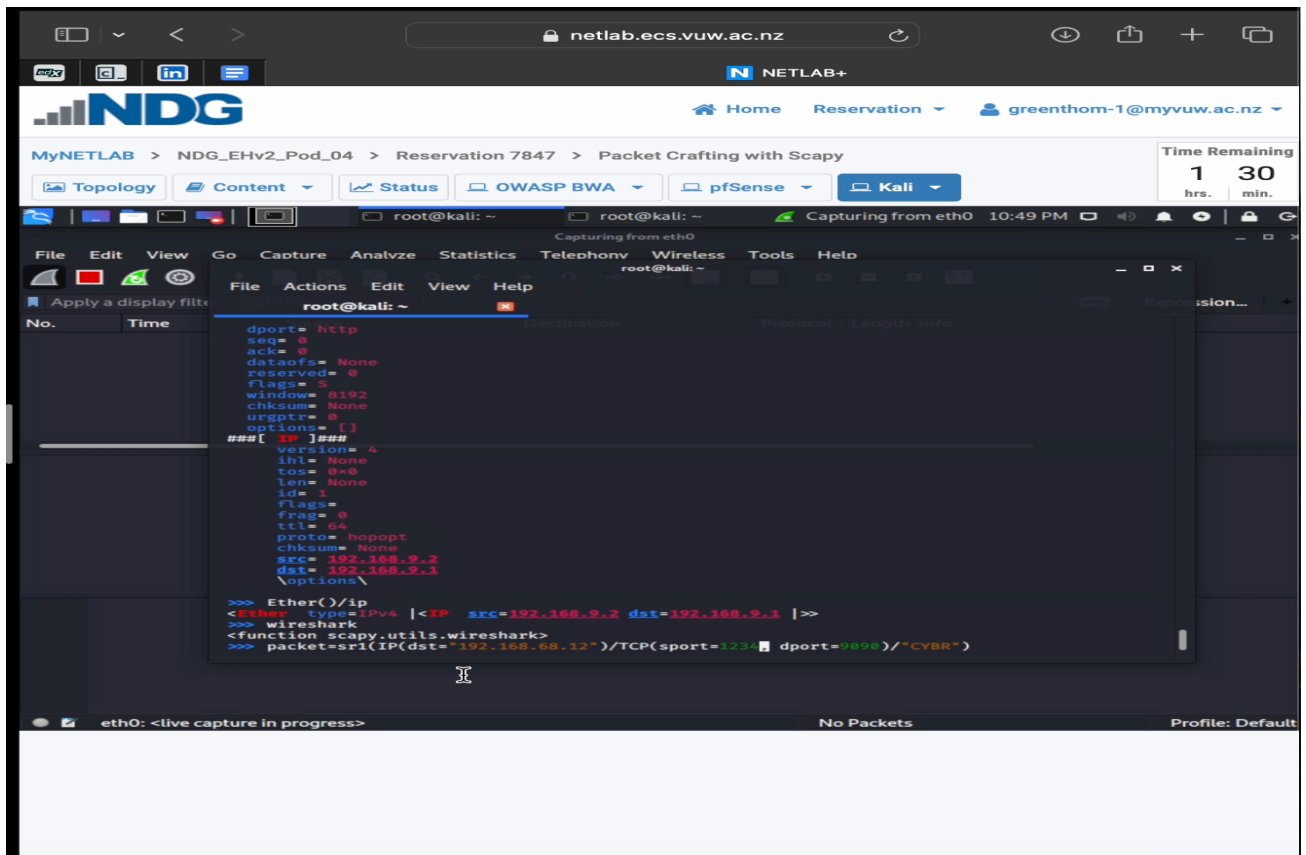 netlab.ecs.vuw.ac.nz
edX
in
N NETLAB+
NDG
Home Reservation greenthom-1@myvuw.ac.nz
MyNETLAB > NDG_EHv2_Pod_04 > Reservation 7847 > Packet Crafting with Scapy
Time Remaining
1 30
hrs. min.
Topology Content Status OWASP BWA pfSense Kali
root@kali: ~ root@kali: ~ Capturing from eth0 10:49 PM
Capturing from eth0
File Edit View Go Capture Analyze Statistics Telephony Wireless Tools Help
root@kali: ~
File Actions Edit View Help
Apply a display filte Expression...
root@kali: ~
No. Time Destination Protocol Length Info
dport= http
seq= 0
ack= 0
dataofs= None
reserved= 0
flags= S
window= 8192
chksum= None
urgptr= 0
options= []
###[ IP ]###
version= 4
ihl= None
tos= 0×0
len= None
id= 1
flags=
frag= 0
ttl= 64
proto= hopopt
chksum= None
src= 192.168.9.2
dst= 192.168.9.1
\options\
>>> Ether()/ip
<Ether type=IPv4 |<IP src=192.168.9.2 dst=192.168.9.1 |>>
>>> wireshark
<function scapy.utils.wireshark>
>>> packet=sr1(IP(dst="192.168.68.12")/TCP(sport=1234, dport=9090)/"CYBR")
eth0: <live capture in progress> No Packets Profile: Default